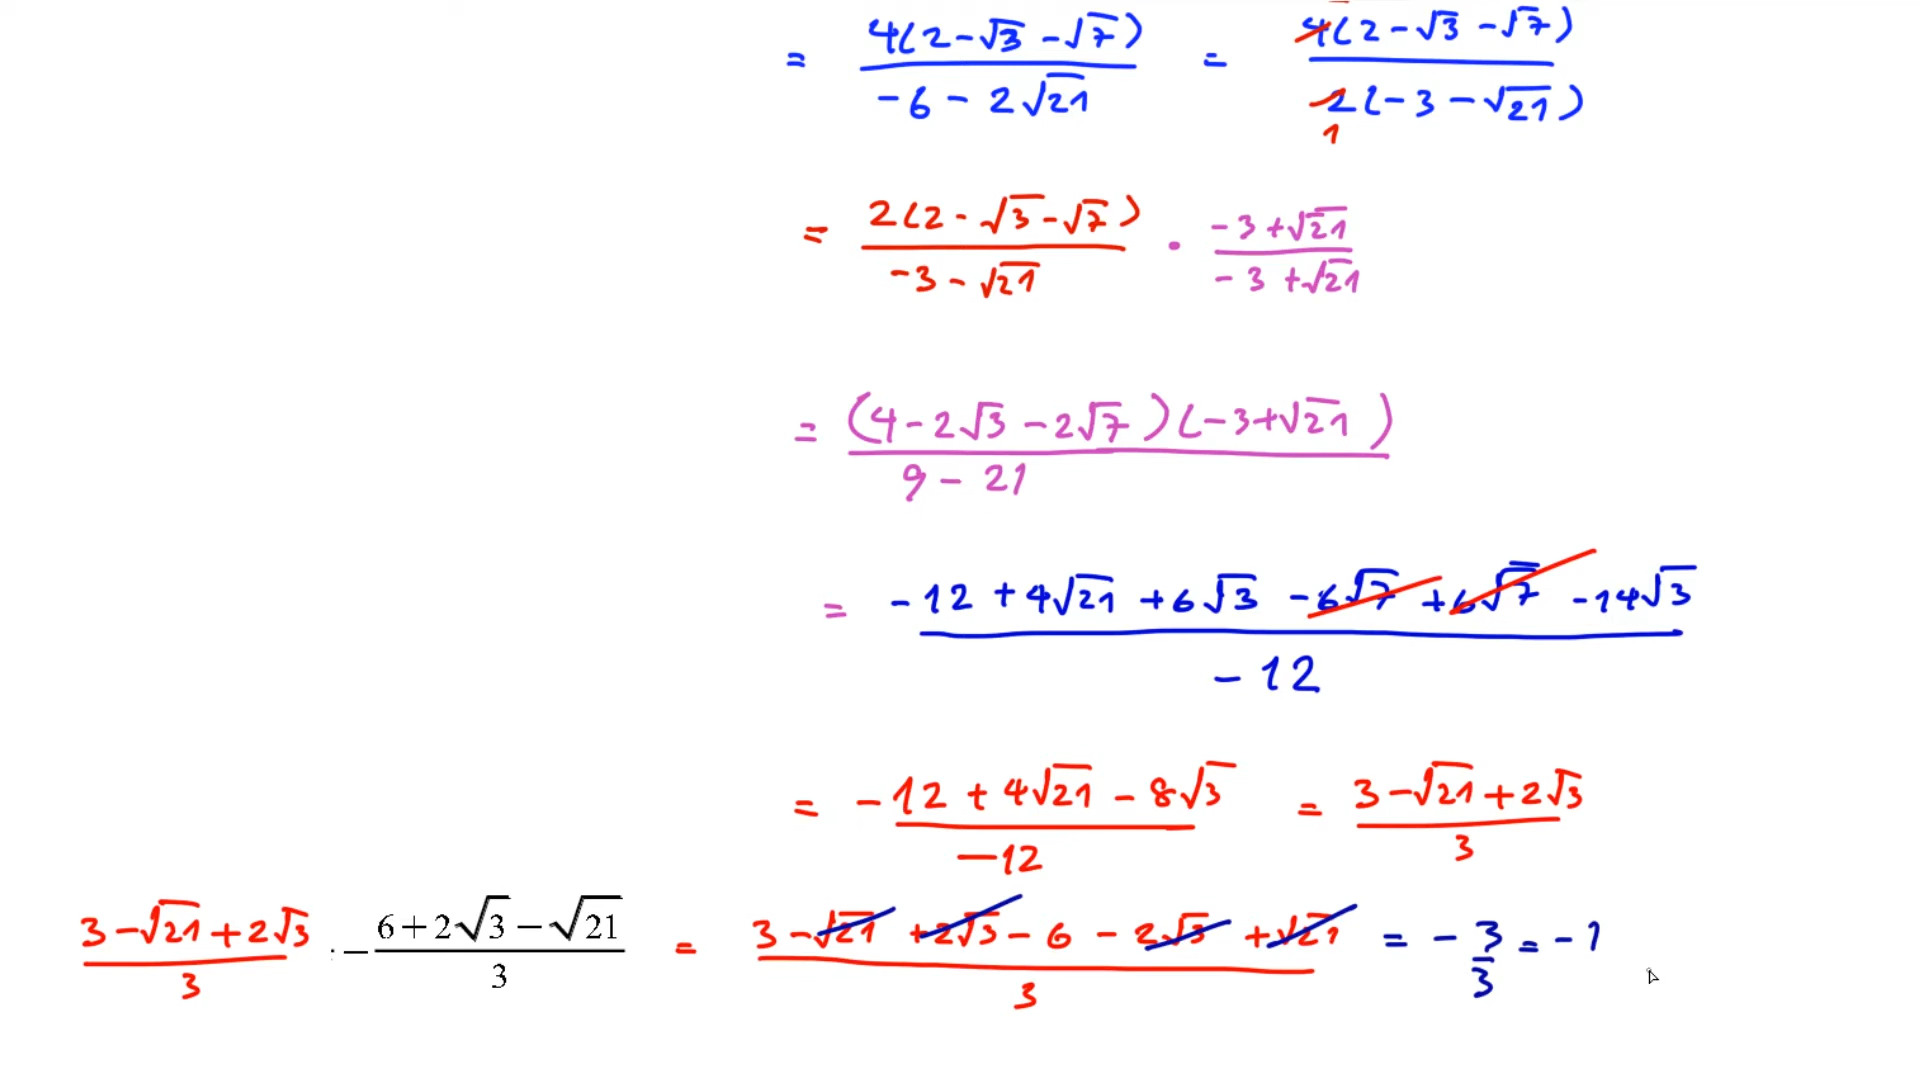 = 4(2-√3-√7) / -6-2√21 = 4(2-√3-√7) / 2(-3-√21)
1
= 2(2-√3-√7) / -3-√21 · -3+√21 / -3+√21
= (4-2√3-2√7)(-3+√21) / 9-21
= -12+4√21+6√3-6√7+6√7-14√3 / -12
= -12+4√21-8√3 / -12 = 3-√21+2√3 / 3
3-√21+2√3 / 3 - 6+2√3-√21 / 3 = 3-√21+2√3-6-2√3+√21 / 3 = -3/3 = -1